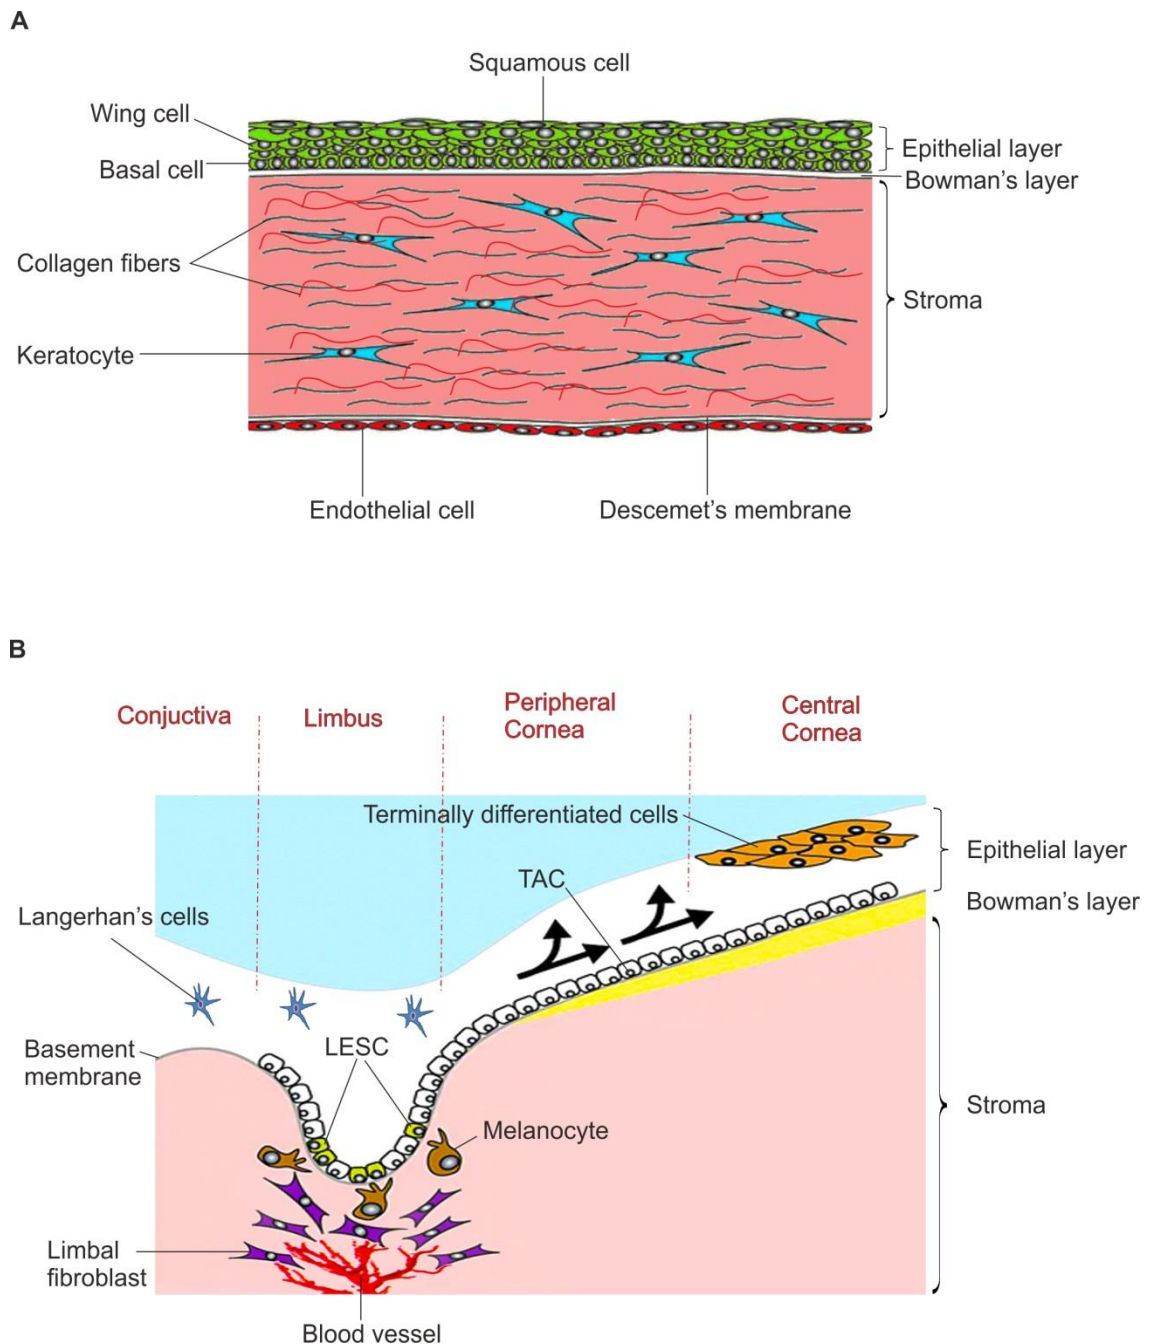 A
Squamous cell
Wing cell
Basal cell
Epithelial layer
Bowman’s layer
Collagen fibers
Stroma
Keratocyte
Endothelial cell
Descemet’s membrane
B
Conjuctiva
Limbus
Peripheral
Cornea
Central
Cornea
Terminally differentiated cells
Epithelial layer
TAC
Bowman’s layer
Langerhan’s cells
LESC
Basement
membrane
Stroma
Melanocyte
Limbal
fibroblast
Blood vessel